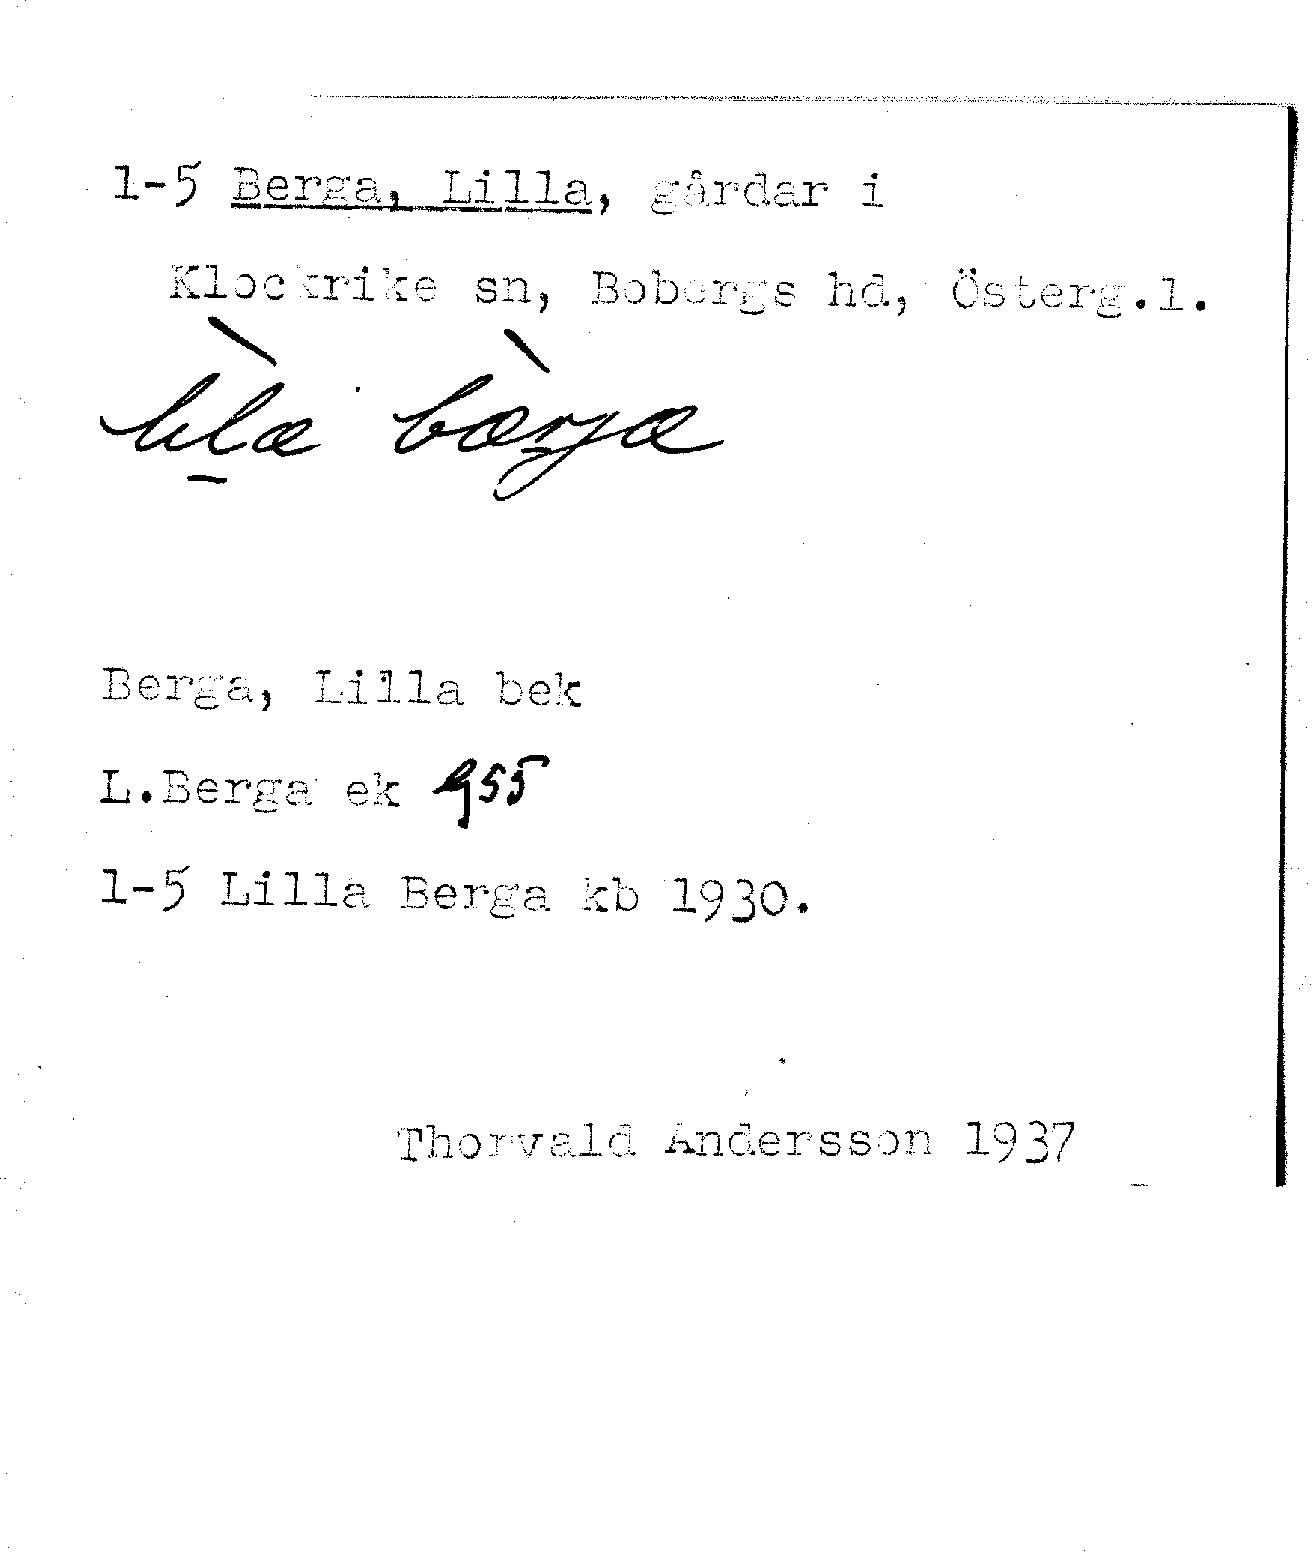 1-5 Berga, Lilla, gårdar i
Klockrike sn, Bobergs hd, Österg.l.
lìla bærja
Berga, Lilla bek
L.Berga ek 955
1-5 Lilla Berga kb 1930.
Thorvald Andersson 1937